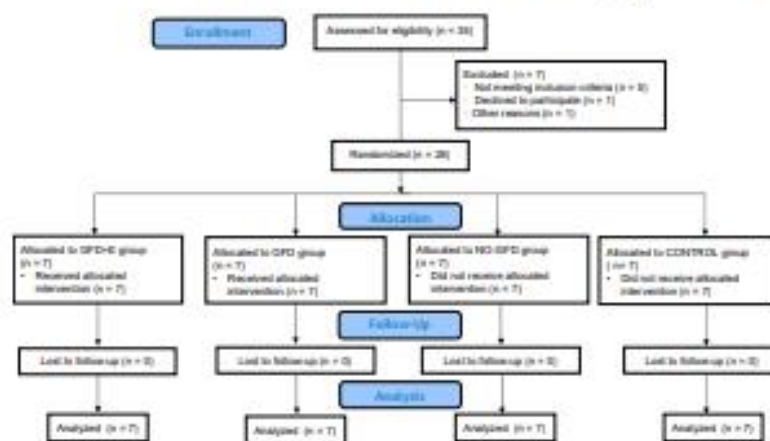 Enrollment
Assessed for eligibility (n = 35)
Excluded (n = 7)
Not meeting inclusion criteria (n = 5)
Declined to participate (n = 1)
Other reasons (n = 1)
Randomized (n = 28)
Allocation
Allocated to GFD+E group
(n = 7)
• Received allocated
intervention (n = 7)
Allocated to GFD group
(n = 7)
• Received allocated
intervention (n = 7)
Allocated to NO-GFD group
(n = 7)
• Did not receive allocated
intervention (n = 7)
Allocated to CONTROL group
( n= 7)
• Did not receive allocated
intervention (n = 7)
Follow-Up
Lost to follow-up (n = 0)
Lost to follow-up (n = 0)
Lost to follow-up (n = 0)
Lost to follow-up (n = 0)
Analysis
Analyzed (n = 7)
Analyzed (n = 7)
Analyzed (n = 7)
Analyzed (n = 7)